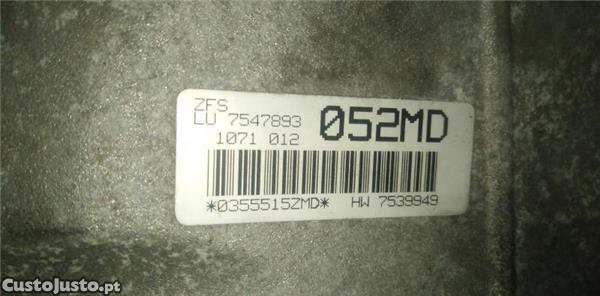 ZFS
LU 7547893 052MD
1071 012
*0355515ZMD* HW 7539949
CustoJusto.pt